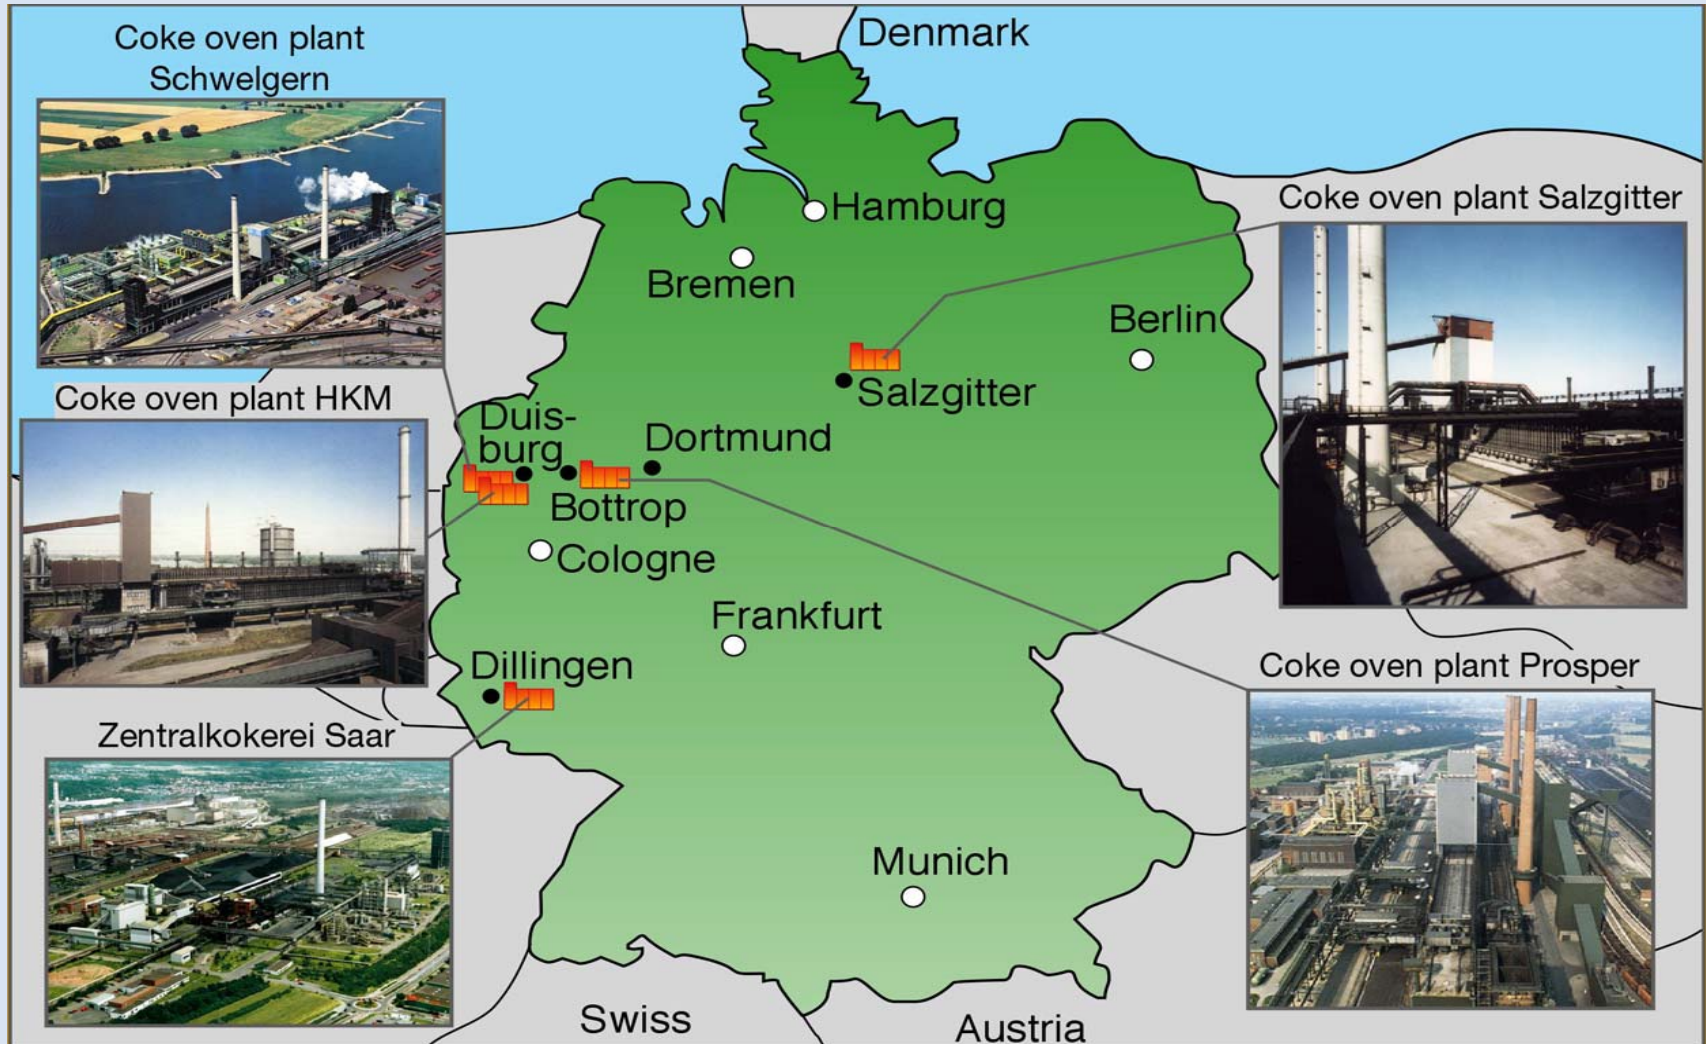 Coke oven plant
Schwelgern
Denmark
Hamburg
Coke oven plant Salzgitter
Bremen
Berlin
Salzgitter
Coke oven plant HKM
Duis-
burg
Dortmund
Bottrop
Cologne
Frankfurt
Dillingen
Coke oven plant Prosper
Zentralkokerei Saar
Munich
Swiss
Austria